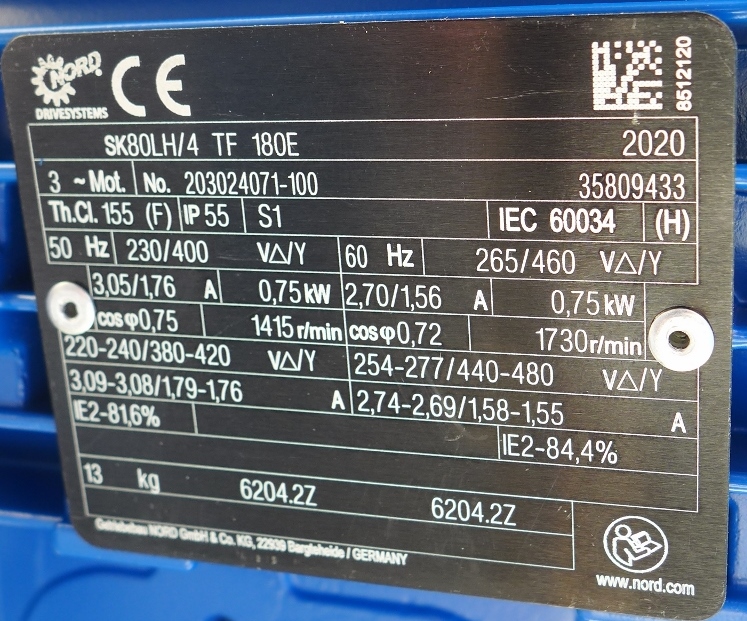 NORD
DRIVESYSTEMS
CE
8512120
SK80LH/4 TF 180E 2020
3 ~Mot. No. 203024071-100 35809433
Th.Cl. 155 (F) IP 55 S1 IEC 60034 (H)
50 Hz 230/400 V△/Y 60 Hz 265/460 V△/Y
3,05/1,76 A 0,75 kW 2,70/1,56 A 0,75 kW
cosφ0,75 1415 r/min cosφ0,72 1730 r/min
220-240/380-420 V△/Y 254-277/440-480 V△/Y
3,09-3,08/1,79-1,76 A 2,74-2,69/1,58-1,55 A
IE2-81,6%
IE2-84,4%
13 kg 6204.2Z 6204.2Z
Getriebebau NORD GmbH & Co. KG, 22939 Bargteheide / GERMANY
www.nord.com